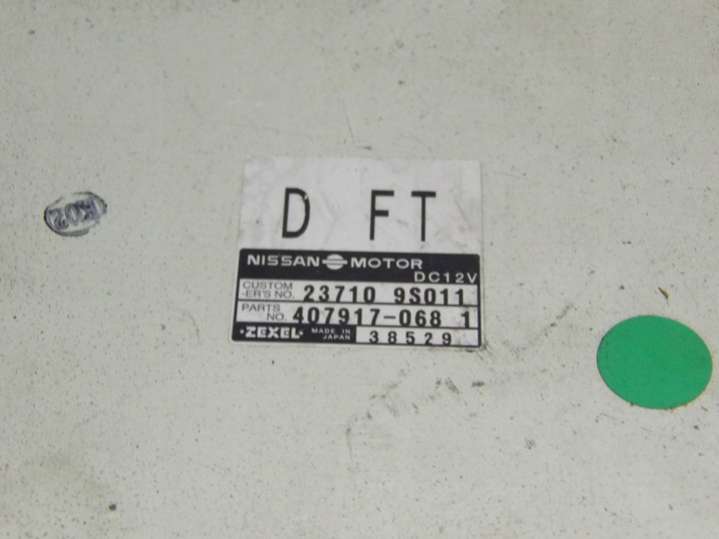 D FT
NISSAN MOTOR
DC12V
CUSTOM
-ER'S NO. 23710 9S011
PARTS
NO. 407917-068 1
·ZEXEL· MADE IN
JAPAN 38529